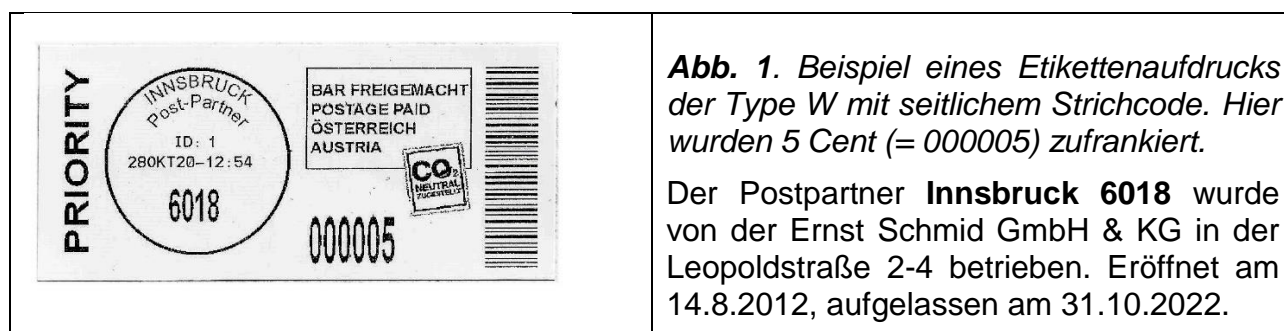 PRIORITY
INNSBRUCK
Post-Partner
ID: 1
28OKT20-12:54
6018
BAR FREIGEMACHT
POSTAGE PAID
ÖSTERREICH
AUSTRIA
CO2
NEUTRAL
ZUGESTELLT
000005
Abb. 1. Beispiel eines Etikettenaufdrucks
der Type W mit seitlichem Strichcode. Hier
wurden 5 Cent (= 000005) zufrankiert.
Der Postpartner Innsbruck 6018 wurde
von der Ernst Schmid GmbH & KG in der
Leopoldstraße 2-4 betrieben. Eröffnet am
14.8.2012, aufgelassen am 31.10.2022.